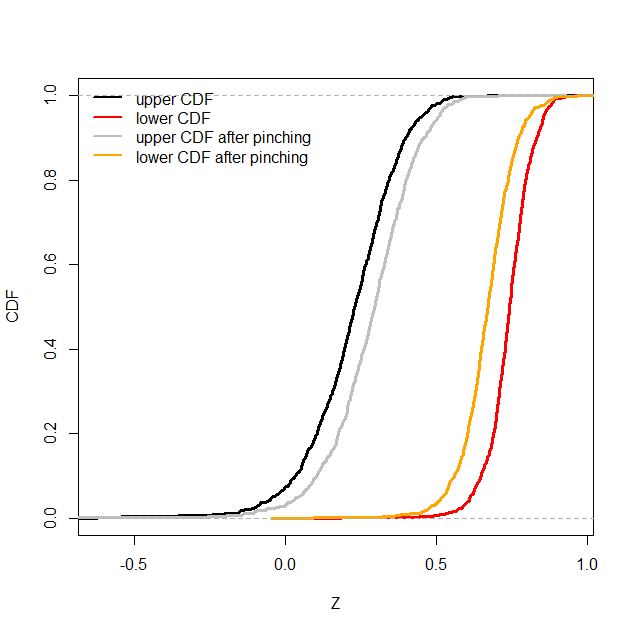 upper CDF
lower CDF
upper CDF after pinching
lower CDF after pinching
CDF
1.0
0.8
0.6
0.4
0.2
0.0
-0.5 0.0 0.5 1.0
Z